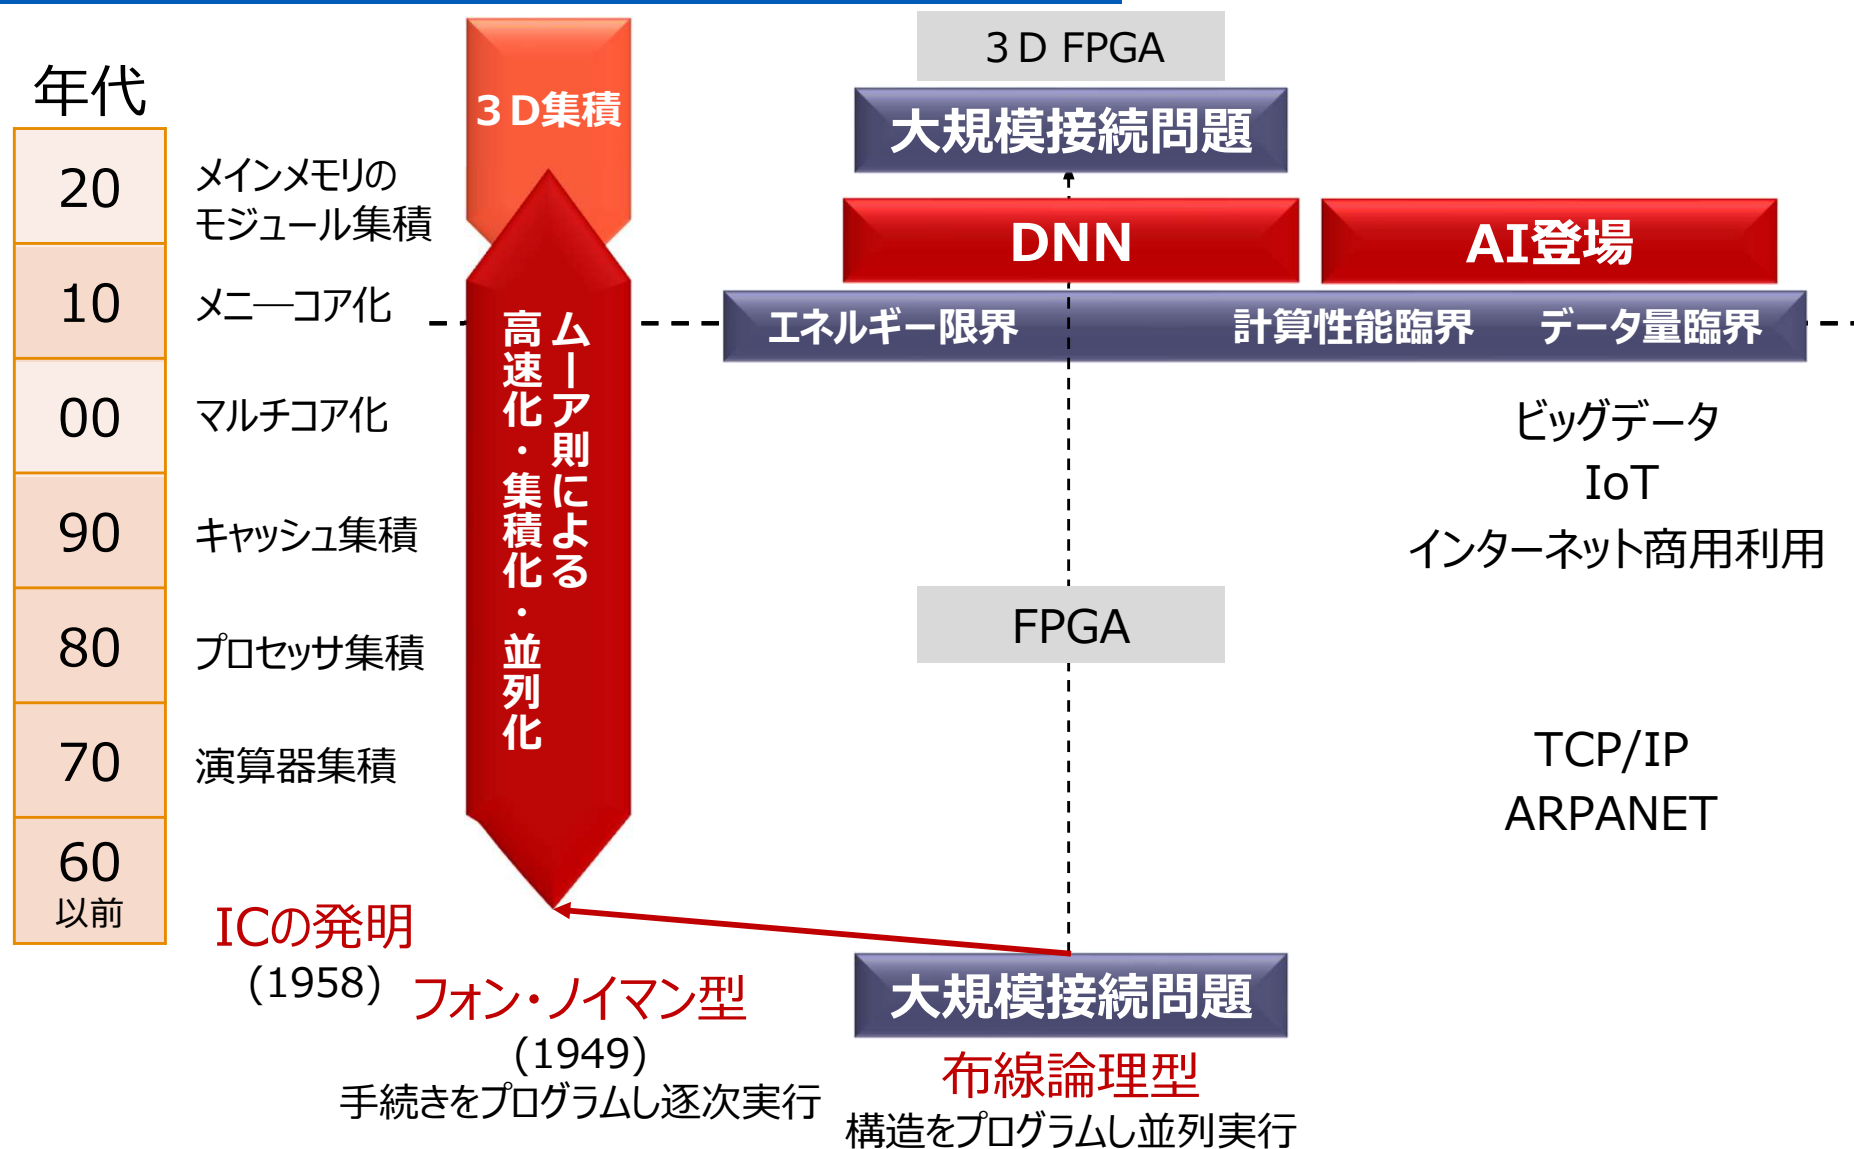 年代
20
10
00
90
80
70
60
以前
メインメモリの
モジュール集積
メニーコア化
マルチコア化
キャッシュ集積
プロセッサ集積
演算器集積
ICの発明
(1958)
３D集積
ムーア則による
高速化・集積化・並列化
フォン・ノイマン型
(1949)
手続きをプログラムし逐次実行
３D FPGA
大規模接続問題
DNN
AI登場
エネルギー限界
計算性能臨界
データ量臨界
FPGA
大規模接続問題
布線論理型
構造をプログラムし並列実行
ビッグデータ
IoT
インターネット商用利用
TCP/IP
ARPANET